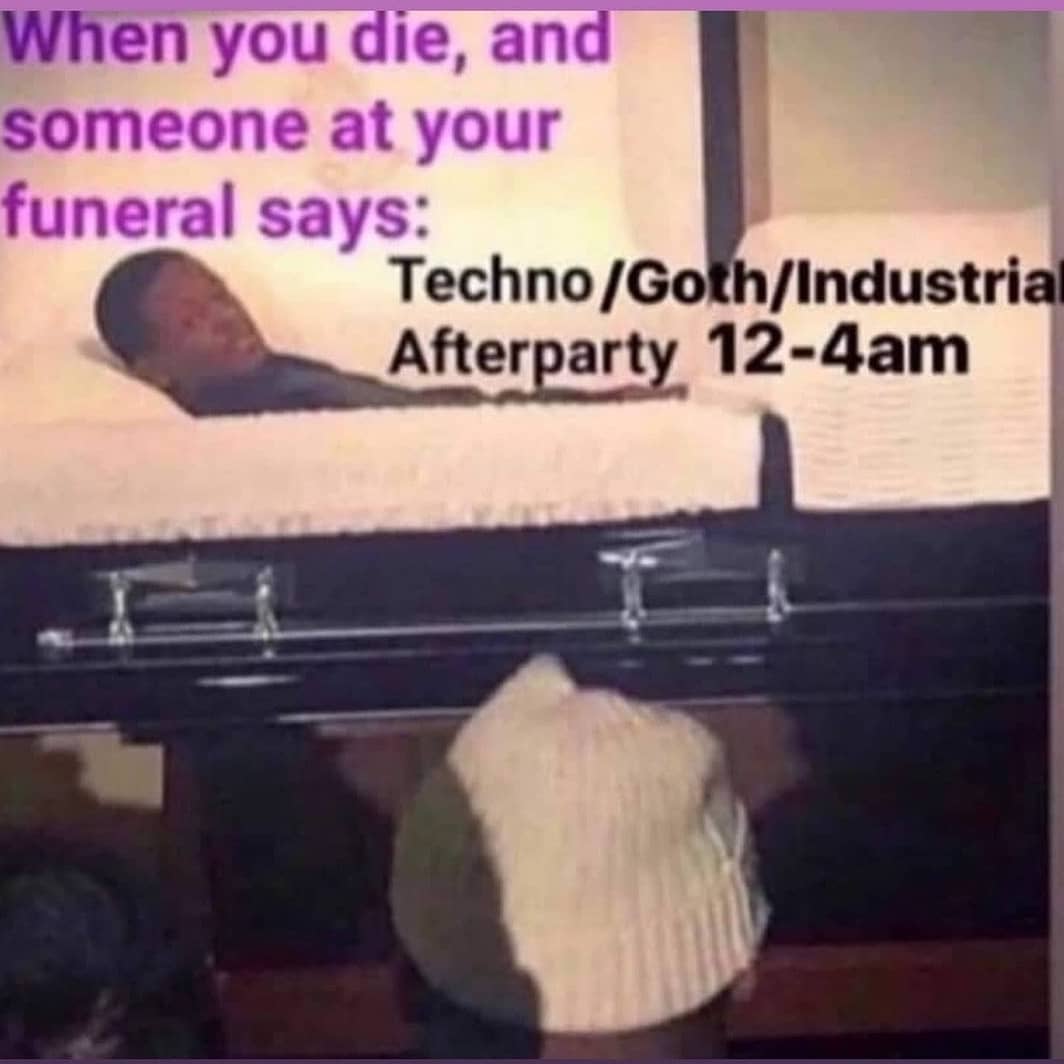 When you die, and
someone at your
funeral says:
Techno/Goth/Industrial
Afterparty 12-4am